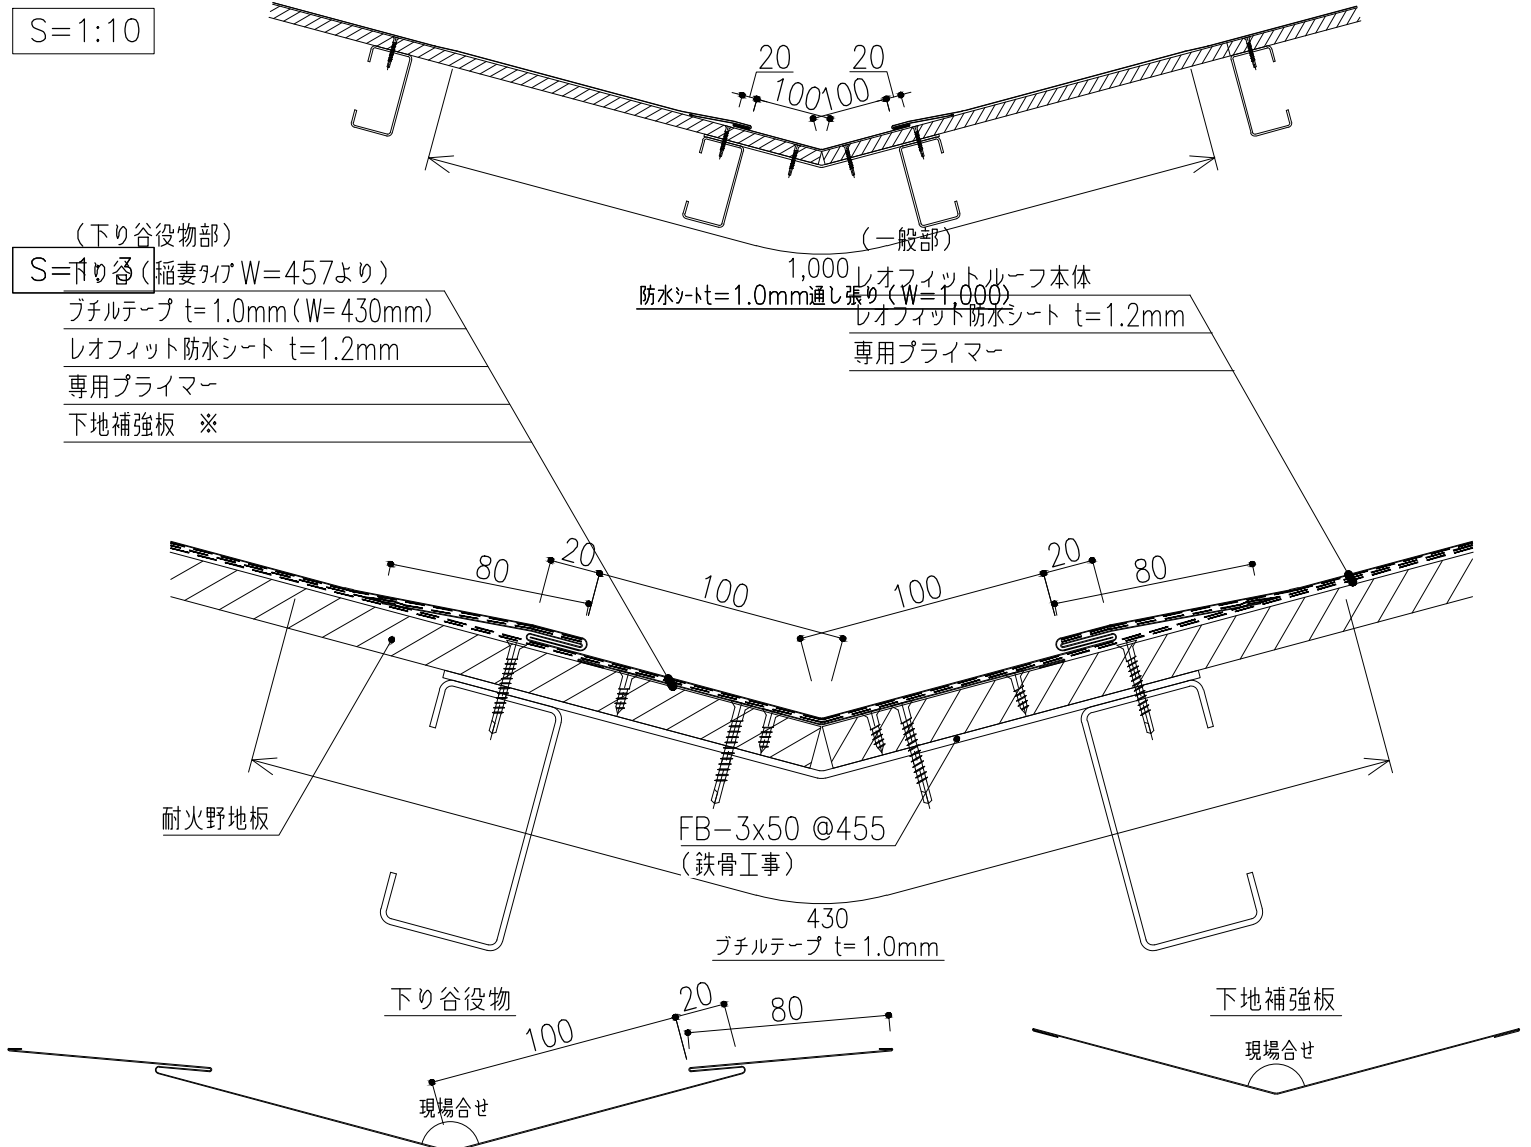 S=1:10
20
20
100
100
1,000
防水シートt=1.0mm通し張り(W=1,000)
S=1:3
(下り谷役物部)
下り谷(稲妻タイプ W=457より)
ブチルテープ t=1.0mm(W=430mm)
レオフィット防水シート t=1.2mm
専用プライマー
下地補強板 ※
(一般部)
レオフィットルーフ本体
レオフィット防水シート t=1.2mm
専用プライマー
80
20
100
100
20
80
耐火野地板
FB-3x50 @455
(鉄骨工事)
430
ブチルテープ t=1.0mm
下り谷役物
100
20
80
現場合せ
下地補強板
現場合せ